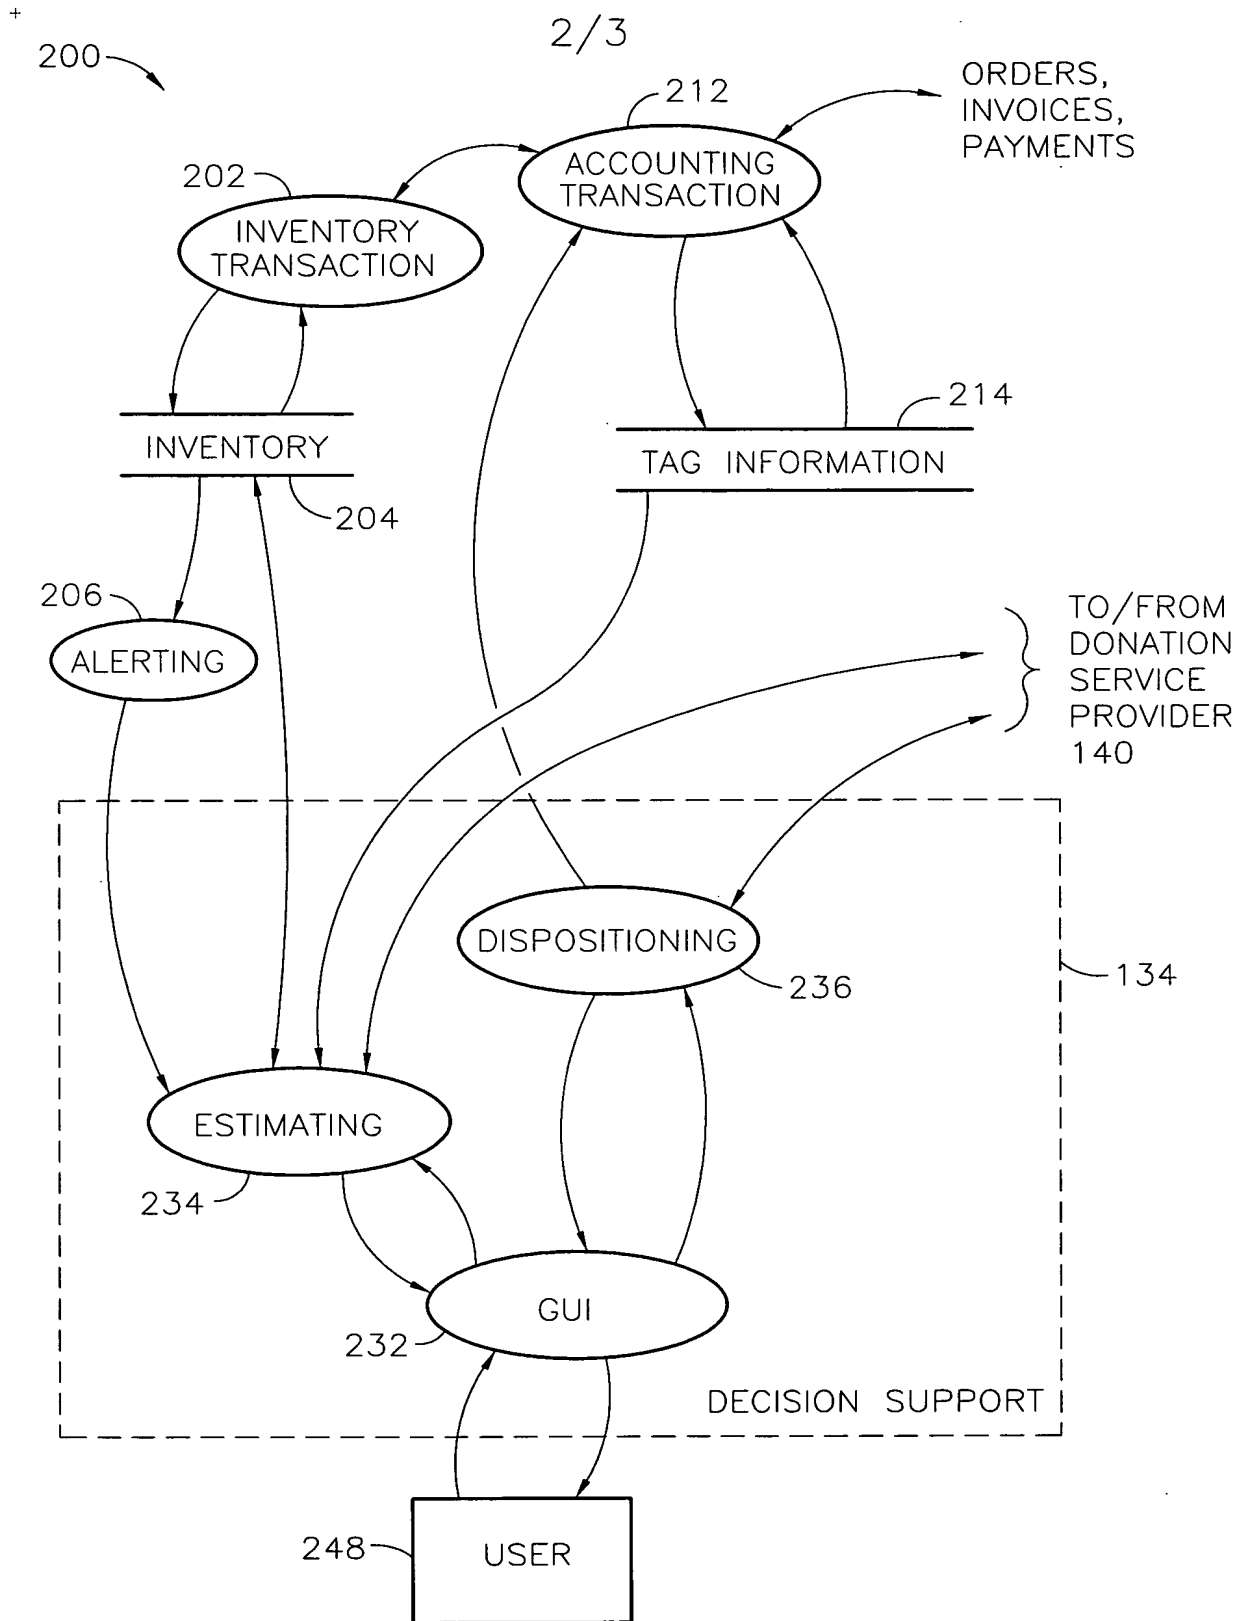 2/3
200
212
ORDERS,
INVOICES,
PAYMENTS
ACCOUNTING
TRANSACTION
202
INVENTORY
TRANSACTION
214
INVENTORY
TAG INFORMATION
204
206
ALERTING
TO/FROM
DONATION
SERVICE
PROVIDER
140
DISPOSITIONING
236
134
ESTIMATING
234
GUI
232
DECISION SUPPORT
248
USER